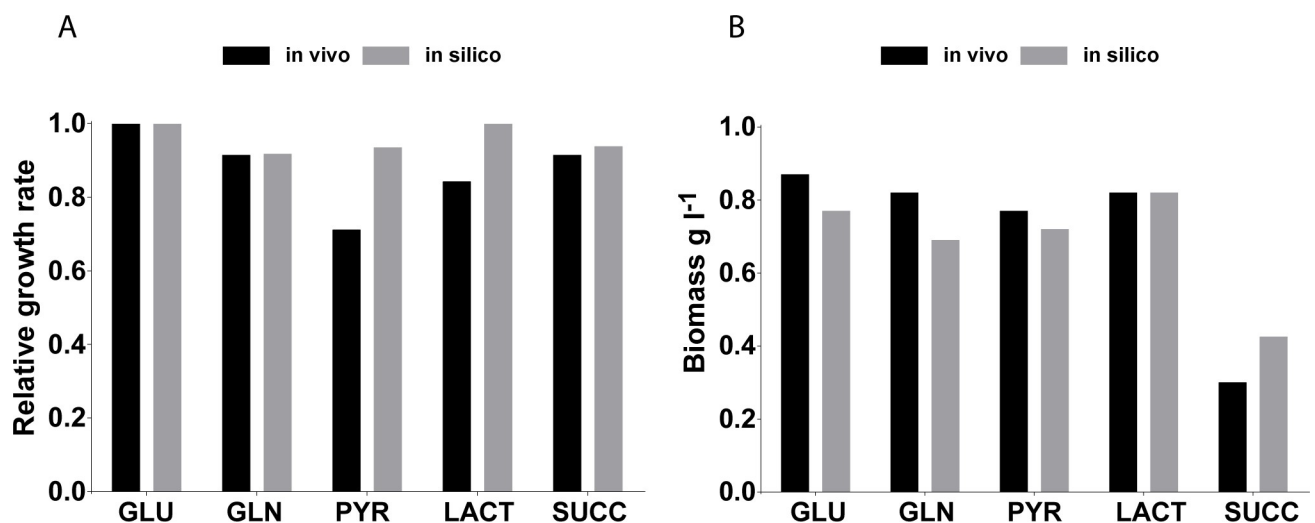 A
in vivo in silico
Relative growth rate
1.0
0.8
0.6
0.4
0.2
0.0
GLU GLN PYR LACT SUCC
B
in vivo in silico
Biomass g l-1
1.0
0.8
0.6
0.4
0.2
0.0
GLU GLN PYR LACT SUCC